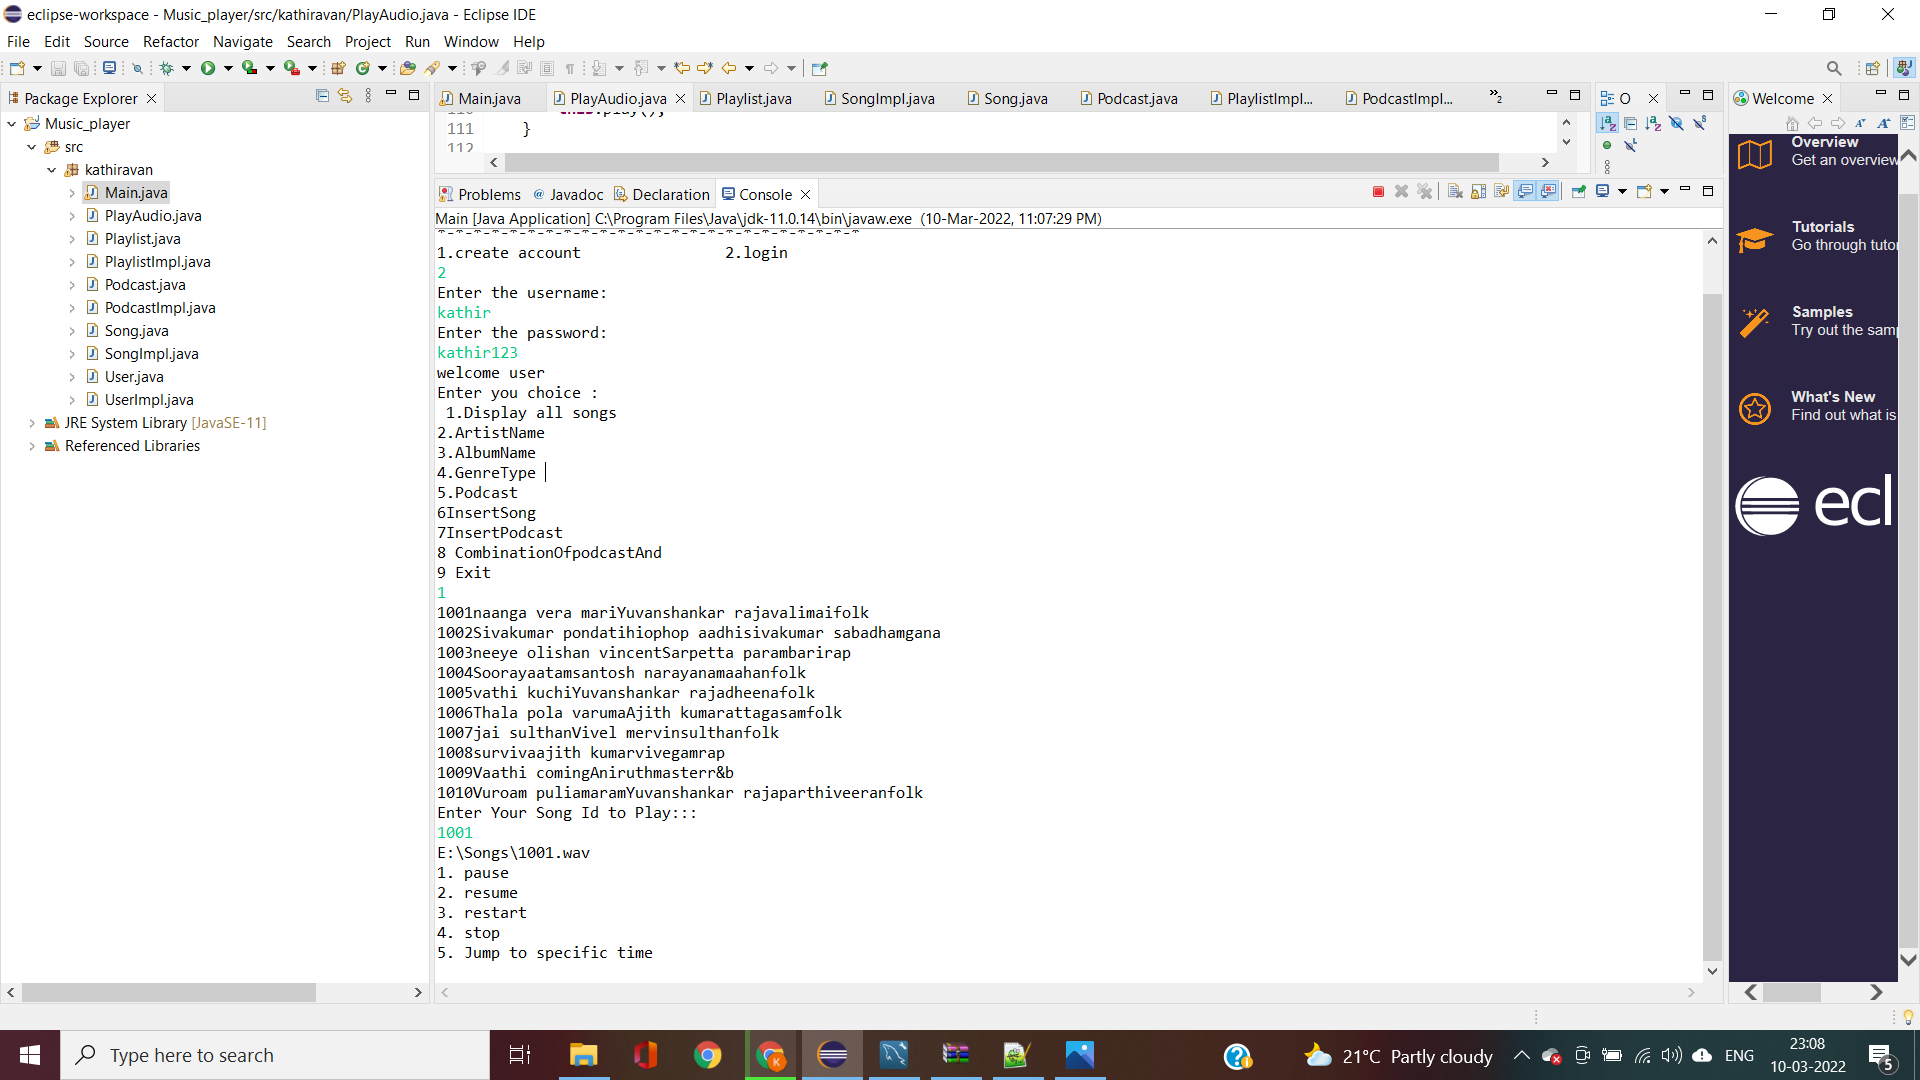 eclipse-workspace - Music_player/src/kathiravan/PlayAudio.java - Eclipse IDE
File Edit Source Refactor Navigate Search Project Run Window Help
Package Explorer
Music_player
src
kathiravan
Main.java
PlayAudio.java
Playlist.java
PlaylistImpl.java
Podcast.java
PodcastImpl.java
Song.java
SongImpl.java
User.java
UserImpl.java
JRE System Library [JavaSE-11]
Referenced Libraries
Main.java PlayAudio.java Playlist.java SongImpl.java Song.java Podcast.java PlaylistImpl... PodcastImpl... »2
110 this.play();
111 }
112
Problems @ Javadoc Declaration Console
Main [Java Application] C:\Program Files\Java\jdk-11.0.14\bin\javaw.exe (10-Mar-2022, 11:07:29 PM)
1.create account 2.login
2
Enter the username:
kathir
Enter the password:
kathir123
welcome user
Enter you choice :
1.Display all songs
2.ArtistName
3.AlbumName
4.GenreType
5.Podcast
6InsertSong
7InsertPodcast
8 CombinationOfpodcastAnd
9 Exit
1
1001naanga vera mariYuvanshankar rajavalimaifolk
1002Sivakumar pondatihiophop aadhisivakumar sabadhamgana
1003neeye olishan vincentSarpetta parambarirap
1004Soorayaatamsantosh narayanamaahanfolk
1005vathi kuchiYuvanshankar rajadheenafolk
1006Thala pola varumaAjith kumarattagasamfolk
1007jai sulthanVivel mervinsulthanfolk
1008survivaajith kumarvivegamrap
1009Vaathi comingAniruthmasterr&b
1010Vuroam puliamaramYuvanshankar rajaparthiveeranfolk
Enter Your Song Id to Play:::
1001
E:\Songs\1001.wav
1. pause
2. resume
3. restart
4. stop
5. Jump to specific time
O
Welcome
Overview
Get an overview
Tutorials
Go through tutor
Samples
Try out the sam
What's New
Find out what is
ecl
Type here to search
21°C Partly cloudy
ENG
23:08
10-03-2022
5